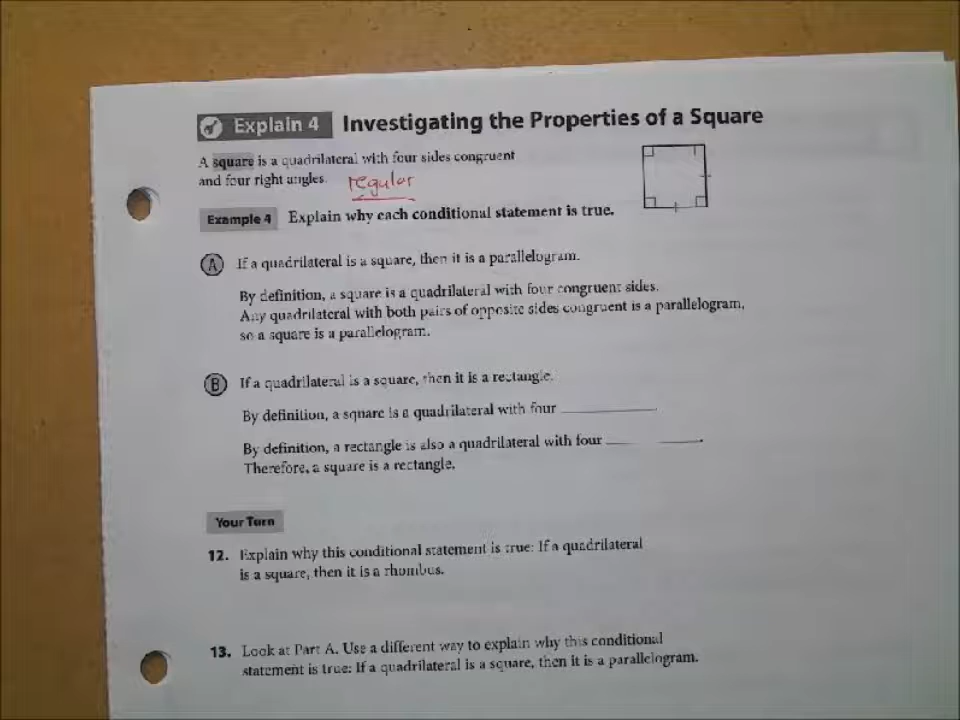 Explain 4 Investigating the Properties of a Square
A square is a quadrilateral with four sides congruent
and four right angles. regular
Example 4 Explain why each conditional statement is true.
A If a quadrilateral is a square, then it is a parallelogram.
By definition, a square is a quadrilateral with four congruent sides.
Any quadrilateral with both pairs of opposite sides congruent is a parallelogram,
so a square is a parallelogram.
B If a quadrilateral is a square, then it is a rectangle.
By definition, a square is a quadrilateral with four __________.
By definition, a rectangle is also a quadrilateral with four ___ _____.
Therefore, a square is a rectangle.
Your Turn
12. Explain why this conditional statement is true: If a quadrilateral
is a square, then it is a rhombus.
13. Look at Part A. Use a different way to explain why this conditional
statement is true: If a quadrilateral is a square, then it is a parallelogram.